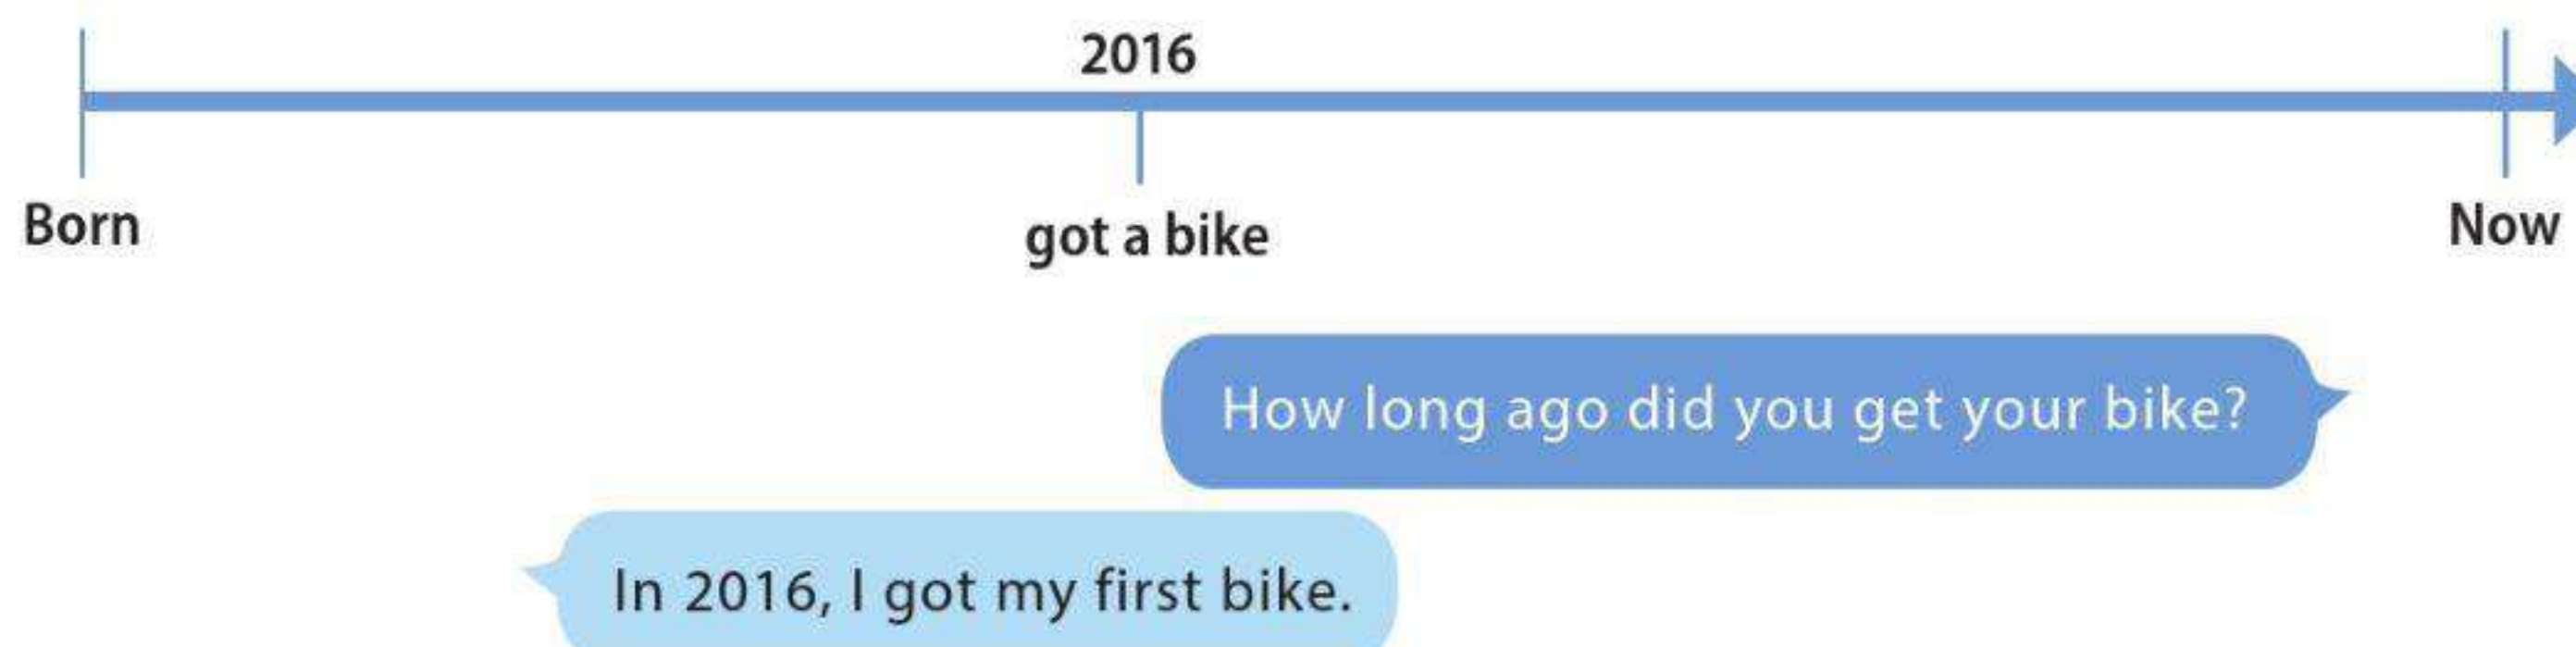 2016
Born
got a bike
Now
How long ago did you get your bike?
In 2016, I got my first bike.